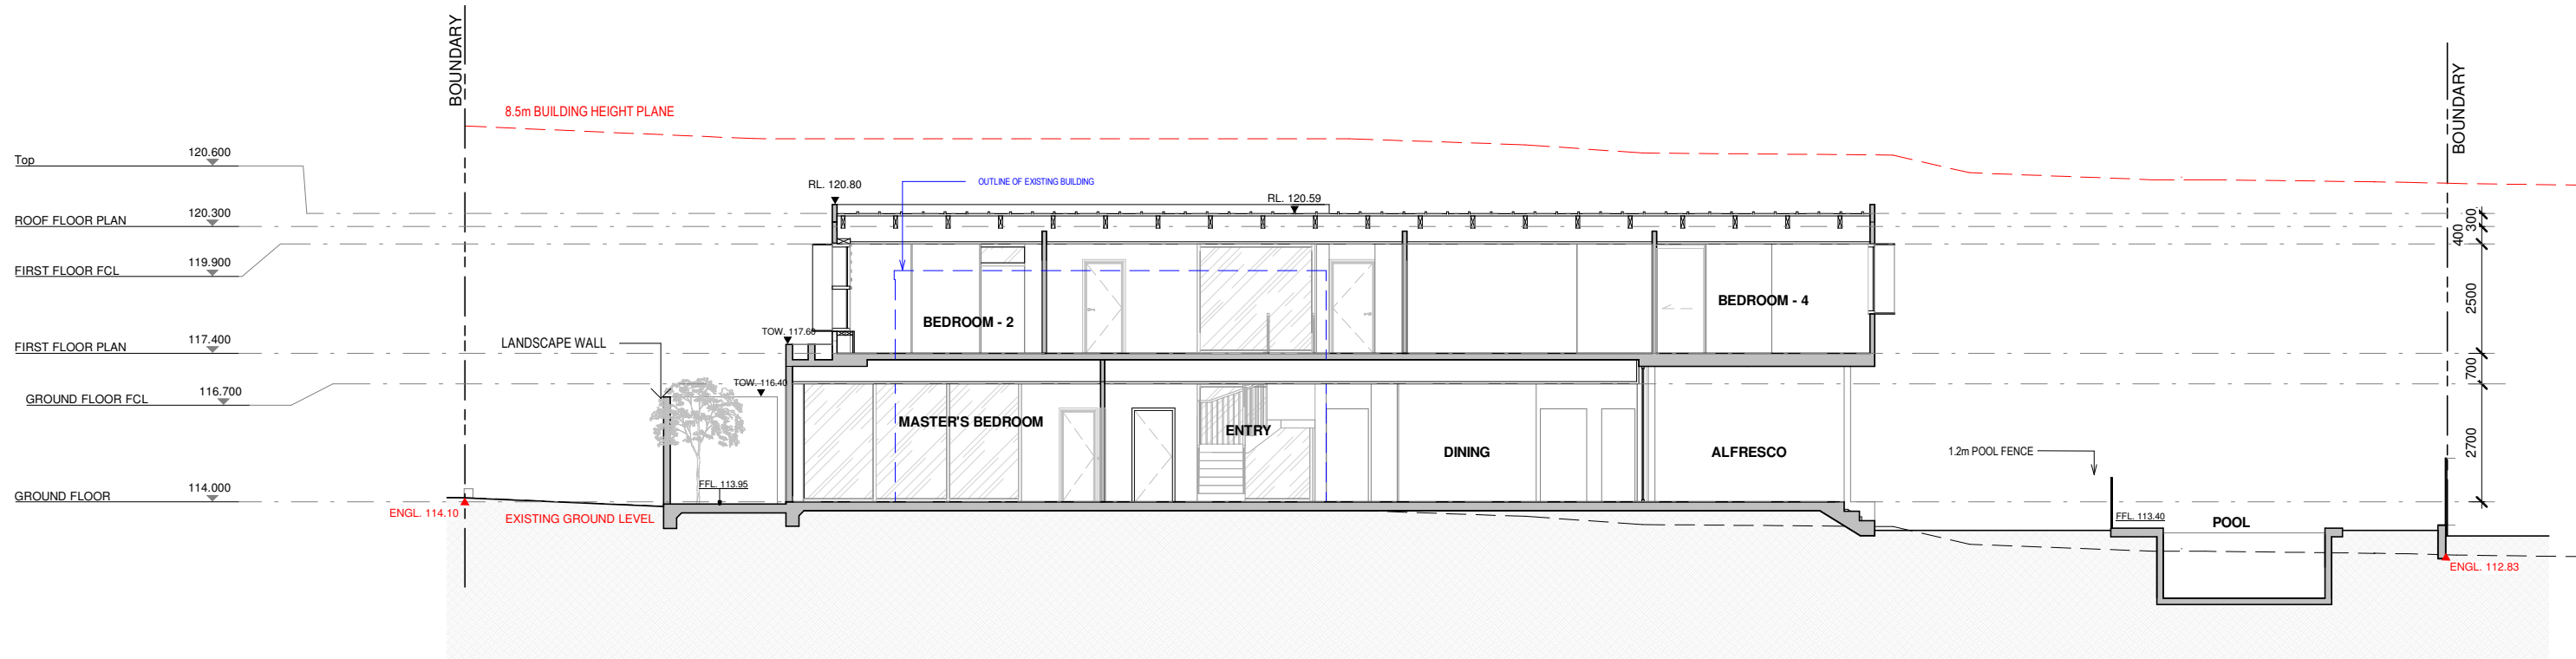 BOUNDARY
BOUNDARY
8.5m BUILDING HEIGHT PLANE
Top 120.600
RL. 120.80
OUTLINE OF EXISTING BUILDING
RL. 120.59
ROOF FLOOR PLAN 120.300
300
400
FIRST FLOOR FCL 119.900
BEDROOM - 2
BEDROOM - 4
2500
TOW. 117.60
FIRST FLOOR PLAN 117.400
LANDSCAPE WALL
700
TOW. 116.40
GROUND FLOOR FCL 116.700
MASTER'S BEDROOM
ENTRY
DINING
ALFRESCO
1.2m POOL FENCE
2700
GROUND FLOOR 114.000
FFL. 113.95
ENGL. 114.10
EXISTING GROUND LEVEL
FFL. 113.40
POOL
ENGL. 112.83